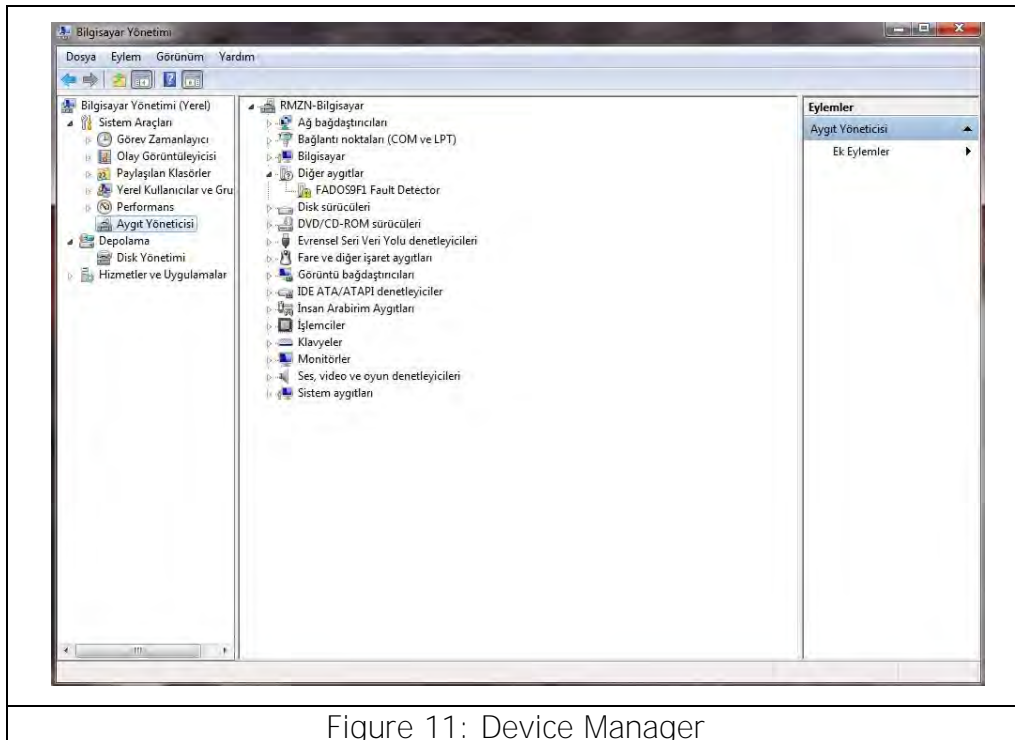 Bilgisayar Yönetimi
Dosya Eylem Görünüm Yardım
Bilgisayar Yönetimi (Yerel)
Sistem Araçları
Görev Zamanlayıcı
Olay Görüntüleyicisi
Paylaşılan Klasörler
Yerel Kullanıcılar ve Gru
Performans
Aygıt Yöneticisi
Depolama
Disk Yönetimi
Hizmetler ve Uygulamalar
RMZN-Bilgisayar
Ağ bağdaştırıcıları
Bağlantı noktaları (COM ve LPT)
Bilgisayar
Diğer aygıtlar
FADOS9F1 Fault Detector
Disk sürücüleri
DVD/CD-ROM sürücüleri
Evrensel Seri Veri Yolu denetleyicileri
Fare ve diğer işaret aygıtları
Görüntü bağdaştırıcıları
IDE ATA/ATAPI denetleyiciler
İnsan Arabirim Aygıtları
İşlemciler
Klavyeler
Monitörler
Ses, video ve oyun denetleyicileri
Sistem aygıtları
Eylemler
Aygıt Yöneticisi
Ek Eylemler
Figure 11: Device Manager